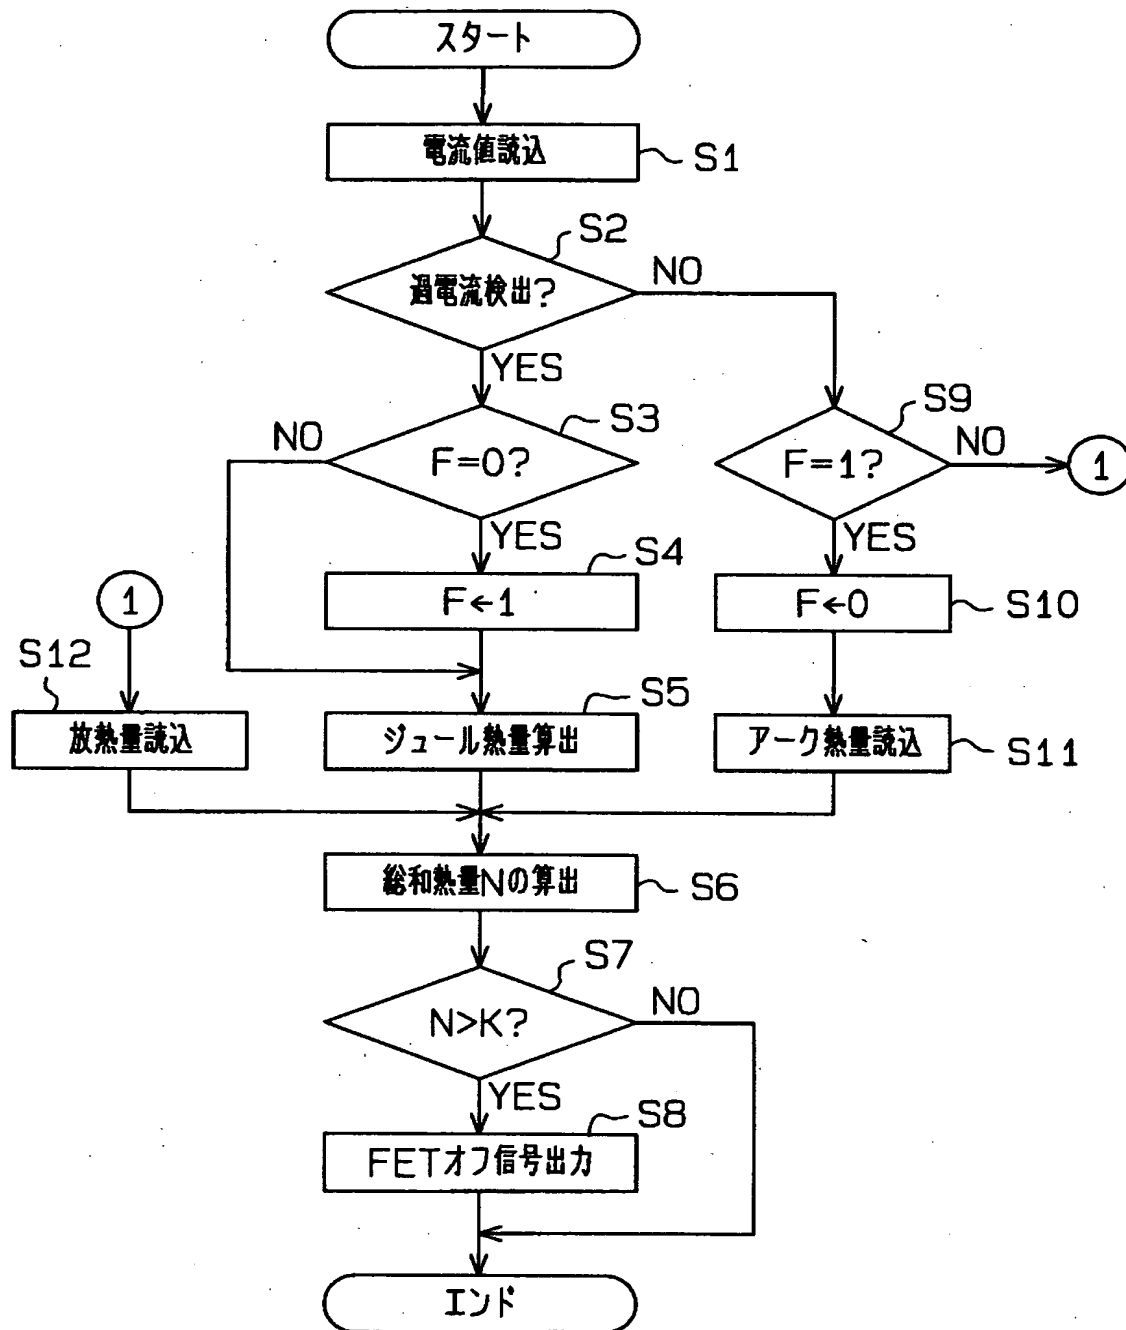 スタート
電流値読込
S1
過電流検出?
S2
NO
YES
F=0?
S3
NO
YES
F=1?
S9
NO
1
YES
F←1
S4
F←0
S10
1
S12
放熱量読込
ジュール熱量算出
S5
アーク熱量読込
S11
総和熱量Nの算出
S6
N>K?
S7
NO
YES
FETオフ信号出力
S8
エンド